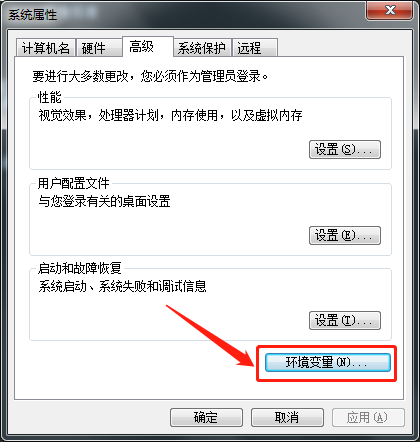 系统属性
计算机名 硬件 高级 系统保护 远程
要进行大多数更改，您必须作为管理员登录。
性能
视觉效果，处理器计划，内存使用，以及虚拟内存
设置(S)...
用户配置文件
与您登录有关的桌面设置
设置(E)...
启动和故障恢复
系统启动、系统失败和调试信息
设置(T)...
环境变量(N)...
确定 取消 应用(A)